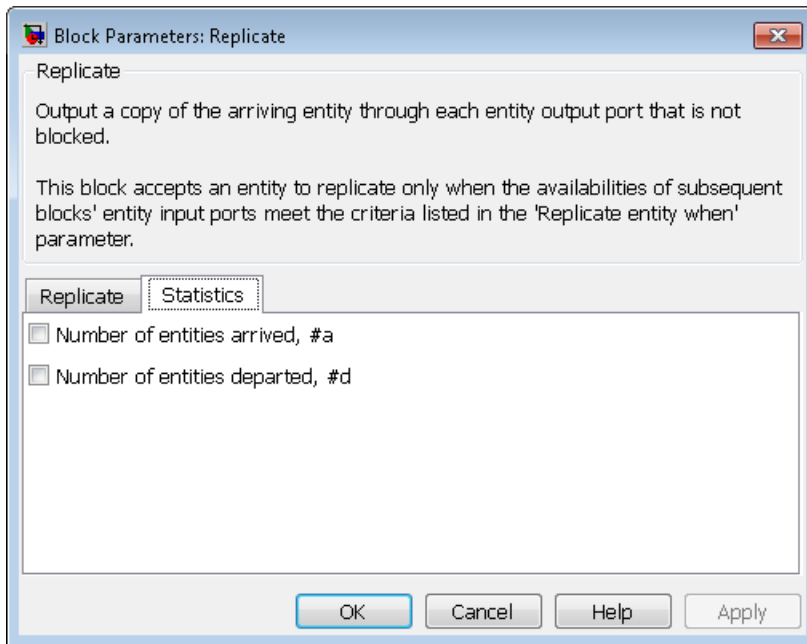 Block Parameters: Replicate
Replicate
Output a copy of the arriving entity through each entity output port that is not
blocked.
This block accepts an entity to replicate only when the availabilities of subsequent
blocks' entity input ports meet the criteria listed in the 'Replicate entity when'
parameter.
Replicate Statistics
Number of entities arrived, #a
Number of entities departed, #d
OK Cancel Help Apply